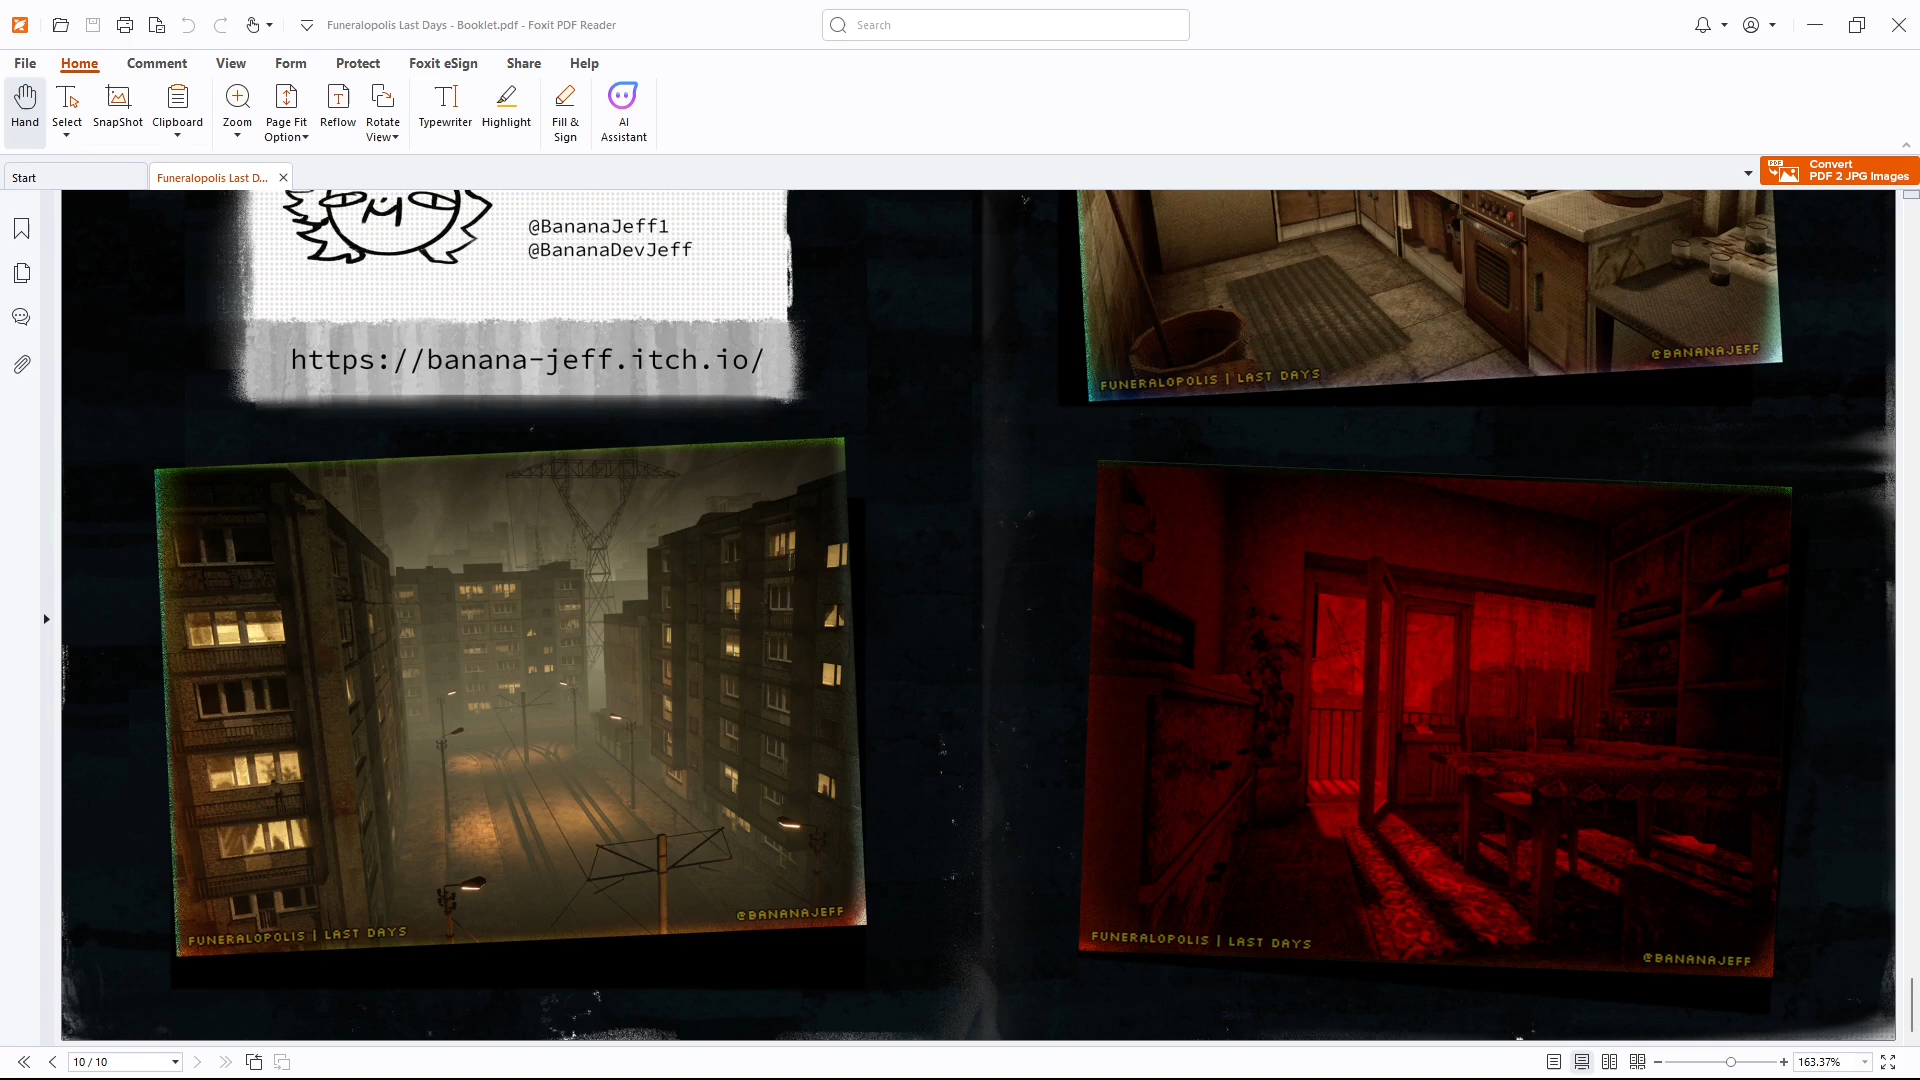 Funeralopolis Last Days - Booklet.pdf - Foxit PDF Reader
Search
File
Home
Comment
View
Form
Protect
Foxit eSign
Share
Help
Hand
Select
SnapShot
Clipboard
Zoom
Page Fit
Option
Reflow
Rotate
View
Typewriter
Highlight
Fill &
Sign
AI
Assistant
Start
Funeralopolis Last D...
PDF
Convert
PDF 2 JPG Images
@BananaJeff1
@BananaDevJeff
https://banana-jeff.itch.io/
FUNERALOPOLIS | LAST DAYS
@BANANAJEFF
FUNERALOPOLIS | LAST DAYS
@BANANAJEFF
FUNERALOPOLIS | LAST DAYS
@BANANAJEFF
10 / 10
163.37%